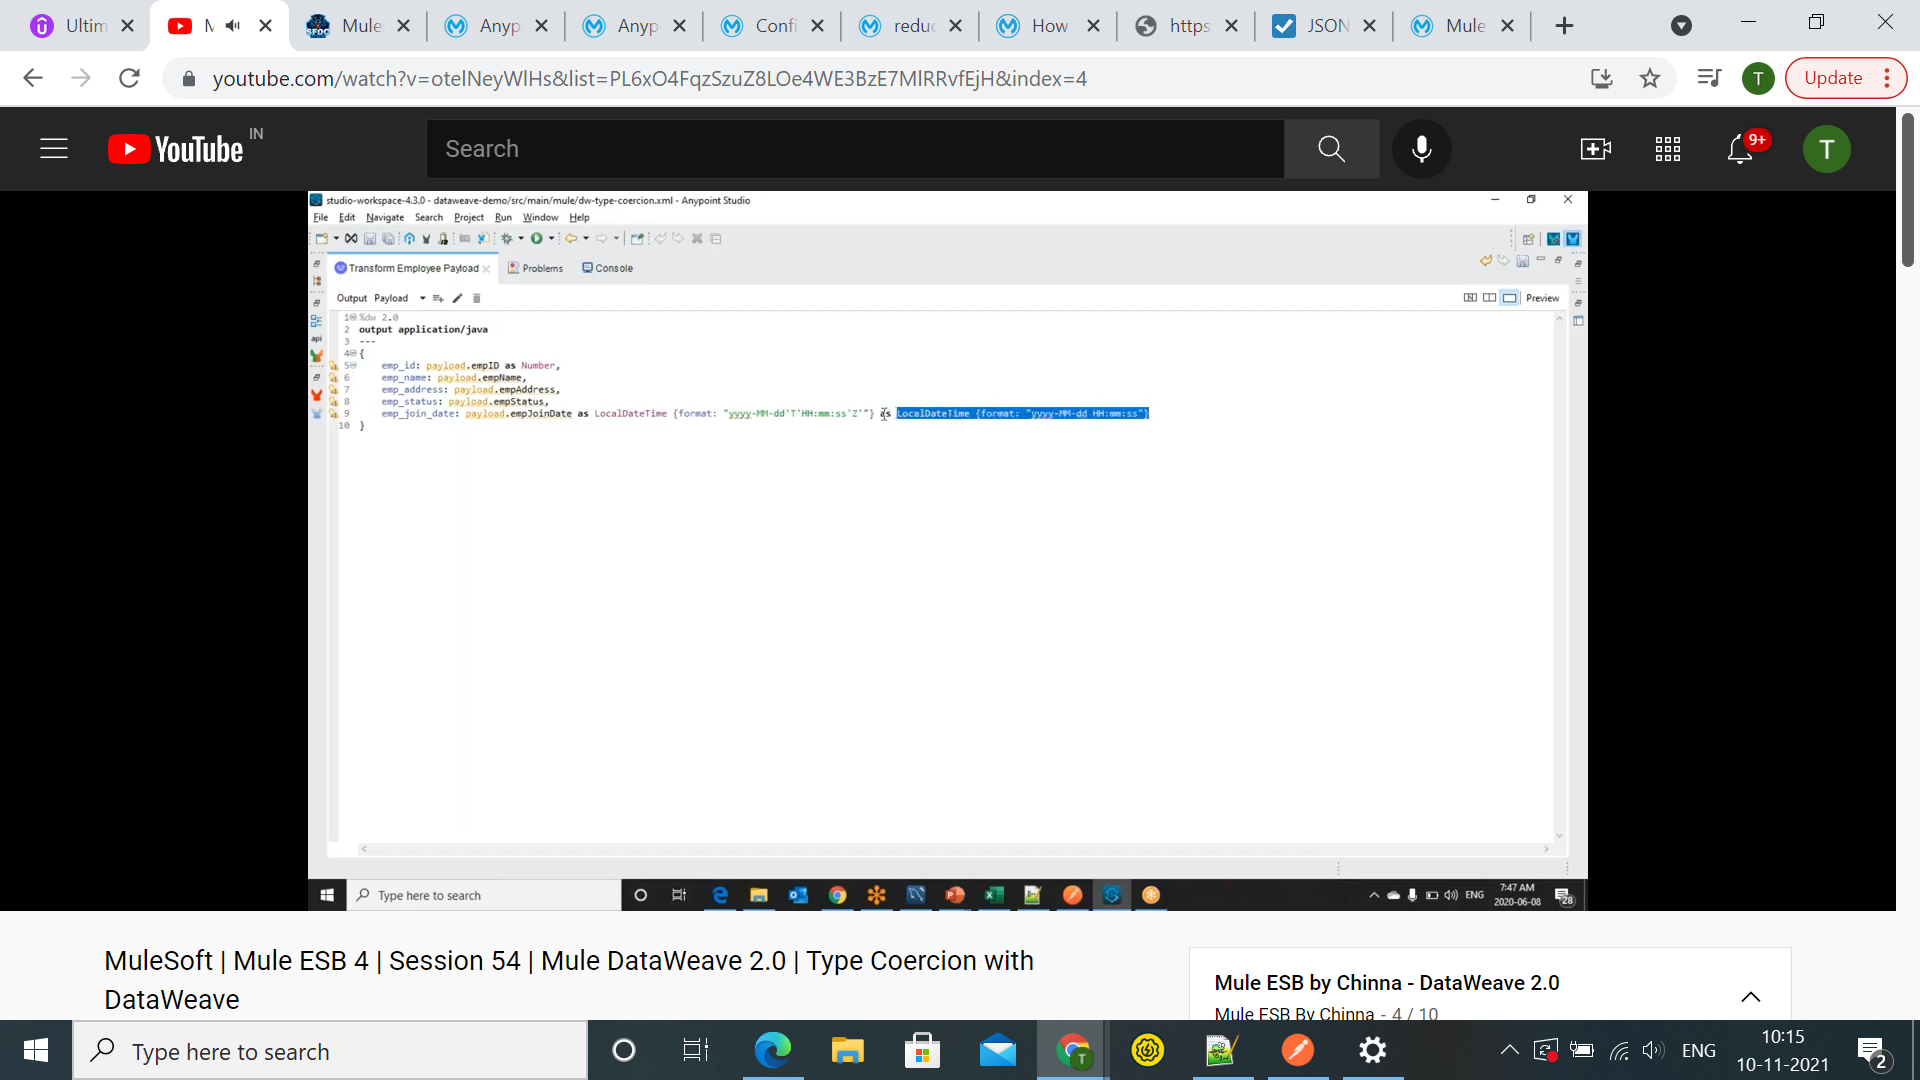 Ultim
M
Mule
Anyp
Anyp
Confi
redu
How
https
JSON
Mule
youtube.com/watch?v=otelNeyWlHs&list=PL6xO4FqzSzuZ8LOe4WE3BzE7MlRRvfEjH&index=4
T
Update
YouTube IN
Search
9+
T
studio-workspace-4.3.0 - dataweave-demo/src/main/mule/dw-type-coercion.xml - Anypoint Studio
File Edit Navigate Search Project Run Window Help
Transform Employee Payload
Problems
Console
Output Payload
Preview
1 %dw 2.0
2 output application/java
3 ---
4 {
5 emp_id: payload.empID as Number,
6 emp_name: payload.empName,
7 emp_address: payload.empAddress,
8 emp_status: payload.empStatus,
9 emp_join_date: payload.empJoinDate as LocalDateTime {format: "yyyy-MM-dd'T'HH:mm:ss'Z'"} as LocalDateTime {format: "yyyy-MM-dd HH:mm:ss"}
10 }
api
Type here to search
ENG
7:47 AM
2020-06-08
28
MuleSoft | Mule ESB 4 | Session 54 | Mule DataWeave 2.0 | Type Coercion with
DataWeave
Mule ESB by Chinna - DataWeave 2.0
Mule ESB By Chinna - 4 / 10
Type here to search
T
ENG
10:15
10-11-2021
2